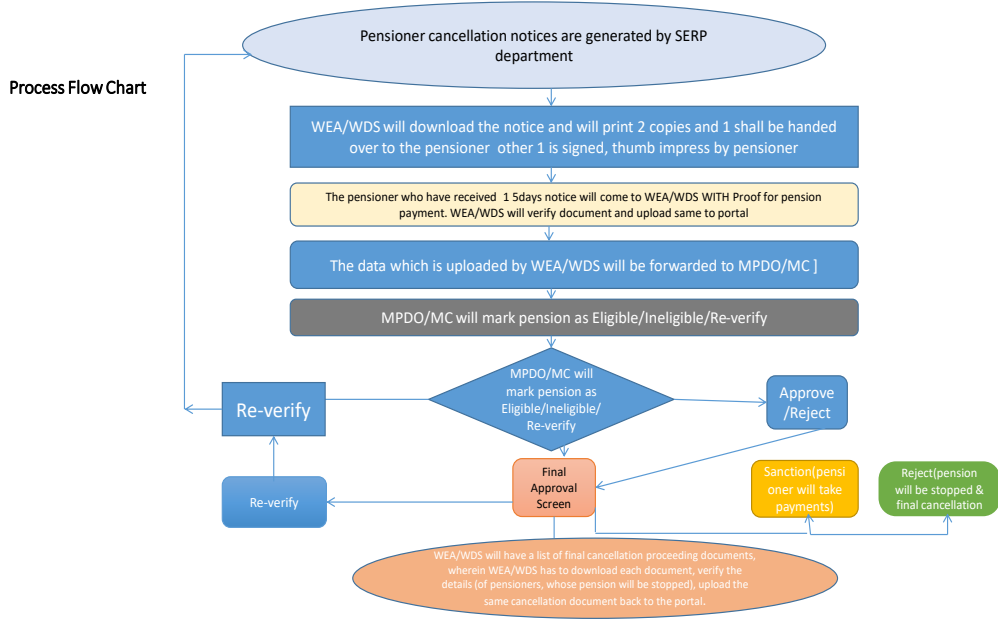 Pensioner cancellation notices are generated by SERP
department
Process Flow Chart
WEA/WDS will download the notice and will print 2 copies and 1 shall be handed
over to the pensioner other 1 is signed, thumb impress by pensioner
The pensioner who have received 1 5days notice will come to WEA/WDS WITH Proof for pension
payment. WEA/WDS will verify document and upload same to portal
The data which is uploaded by WEA/WDS will be forwarded to MPDO/MC ]
MPDO/MC will mark pension as Eligible/Ineligible/Re-verify
MPDO/MC will
mark pension as
Eligible/Ineligible/
Re-verify
Re-verify
Approve
/Reject
Final
Approval
Screen
Re-verify
Sanction(pensi
oner will take
payments)
Reject(pension
will be stopped &
final cancellation
WEA/WDS will have a list of final cancellation proceeding documents,
wherein WEA/WDS has to download each document, verify the
details (of pensioners, whose pension will be stopped), upload the
same cancellation document back to the portal.